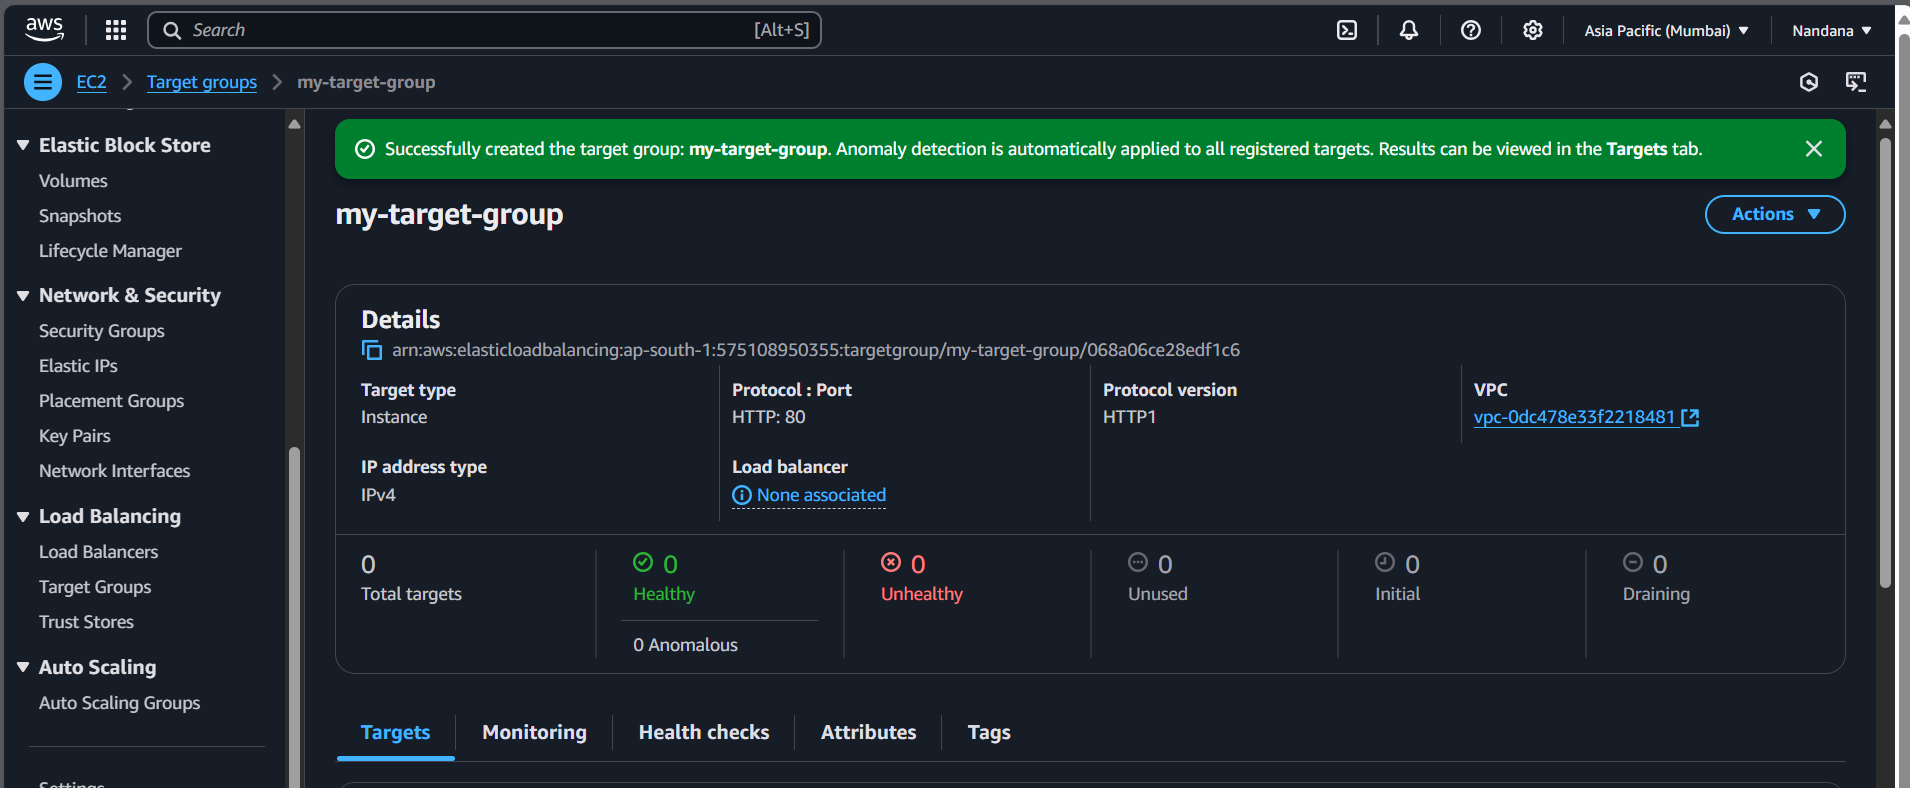 aws
Search [Alt+S]
Asia Pacific (Mumbai)
Nandana
EC2
Target groups
my-target-group
Elastic Block Store
Volumes
Snapshots
Lifecycle Manager
Network & Security
Security Groups
Elastic IPs
Placement Groups
Key Pairs
Network Interfaces
Load Balancing
Load Balancers
Target Groups
Trust Stores
Auto Scaling
Auto Scaling Groups
Settings
Successfully created the target group: my-target-group. Anomaly detection is automatically applied to all registered targets. Results can be viewed in the Targets tab.
my-target-group
Actions
Details
arn:aws:elasticloadbalancing:ap-south-1:575108950355:targetgroup/my-target-group/068a06ce28edf1c6
Target type
Instance
Protocol : Port
HTTP: 80
Protocol version
HTTP1
VPC
vpc-0dc478e33f2218481
IP address type
IPv4
Load balancer
None associated
0
Total targets
0
Healthy
0 Anomalous
0
Unhealthy
0
Unused
0
Initial
0
Draining
Targets
Monitoring
Health checks
Attributes
Tags